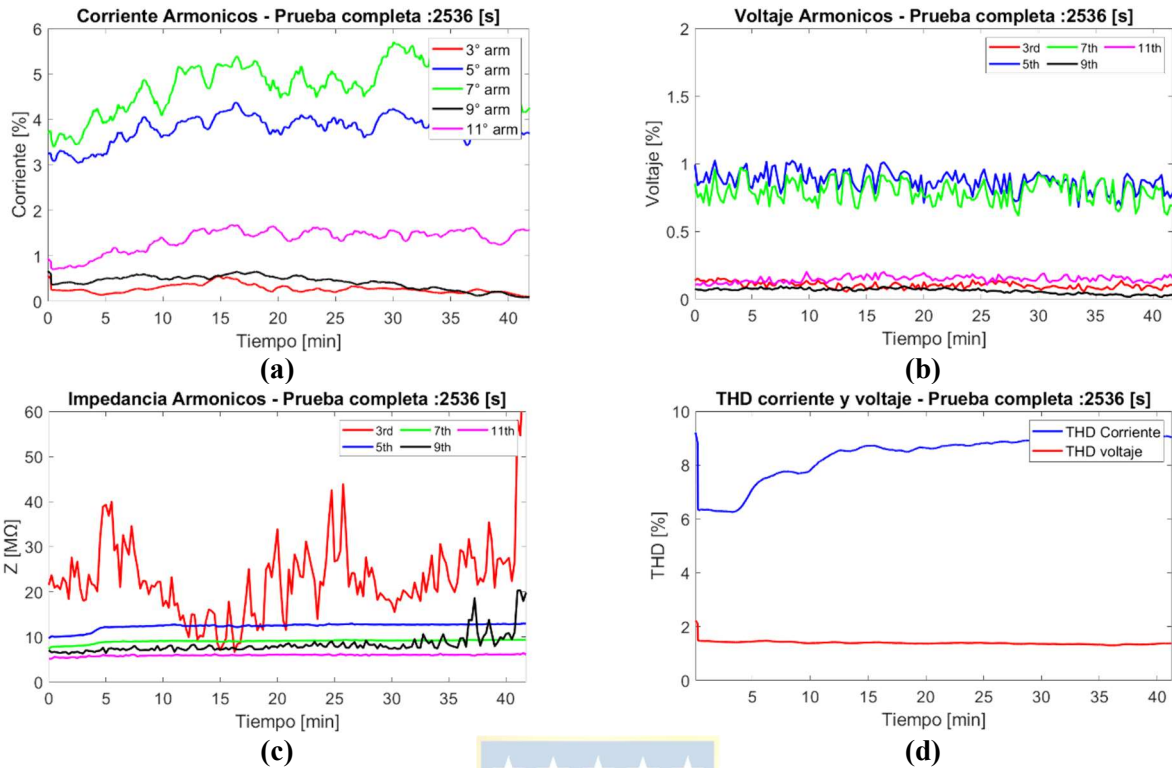 Corriente Armonicos - Prueba completa :2536 [s]
6
5
4
3
2
1
0
Corriente [%]
3° arm
5° arm
7° arm
9° arm
11° arm
0 5 10 15 20 25 30 35 40
Tiempo [min]
(a)
Voltaje Armonicos - Prueba completa :2536 [s]
2
1.5
1
0.5
0
Voltaje [%]
3rd 7th 11th
5th 9th
0 5 10 15 20 25 30 35 40
Tiempo [min]
(b)
Impedancia Armonicos - Prueba completa :2536 [s]
60
50
40
30
20
10
0
Z [MΩ]
3rd 7th 11th
5th 9th
0 5 10 15 20 25 30 35 40
Tiempo [min]
(c)
THD corriente y voltaje - Prueba completa :2536 [s]
10
8
6
4
2
0
THD [%]
THD Corriente
THD voltaje
5 10 15 20 25 30 35 40
Tiempo [min]
(d)